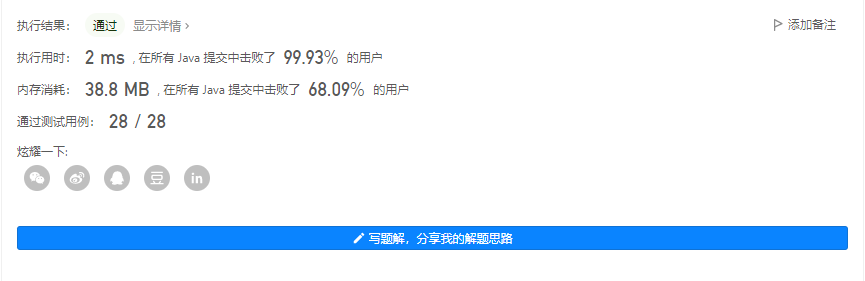 执行结果： 通过 显示详情 › 添加备注
执行用时： 2 ms , 在所有 Java 提交中击败了 99.93% 的用户
内存消耗： 38.8 MB , 在所有 Java 提交中击败了 68.09% 的用户
通过测试用例： 28 / 28
炫耀一下:
豆 in
写题解，分享我的解题思路